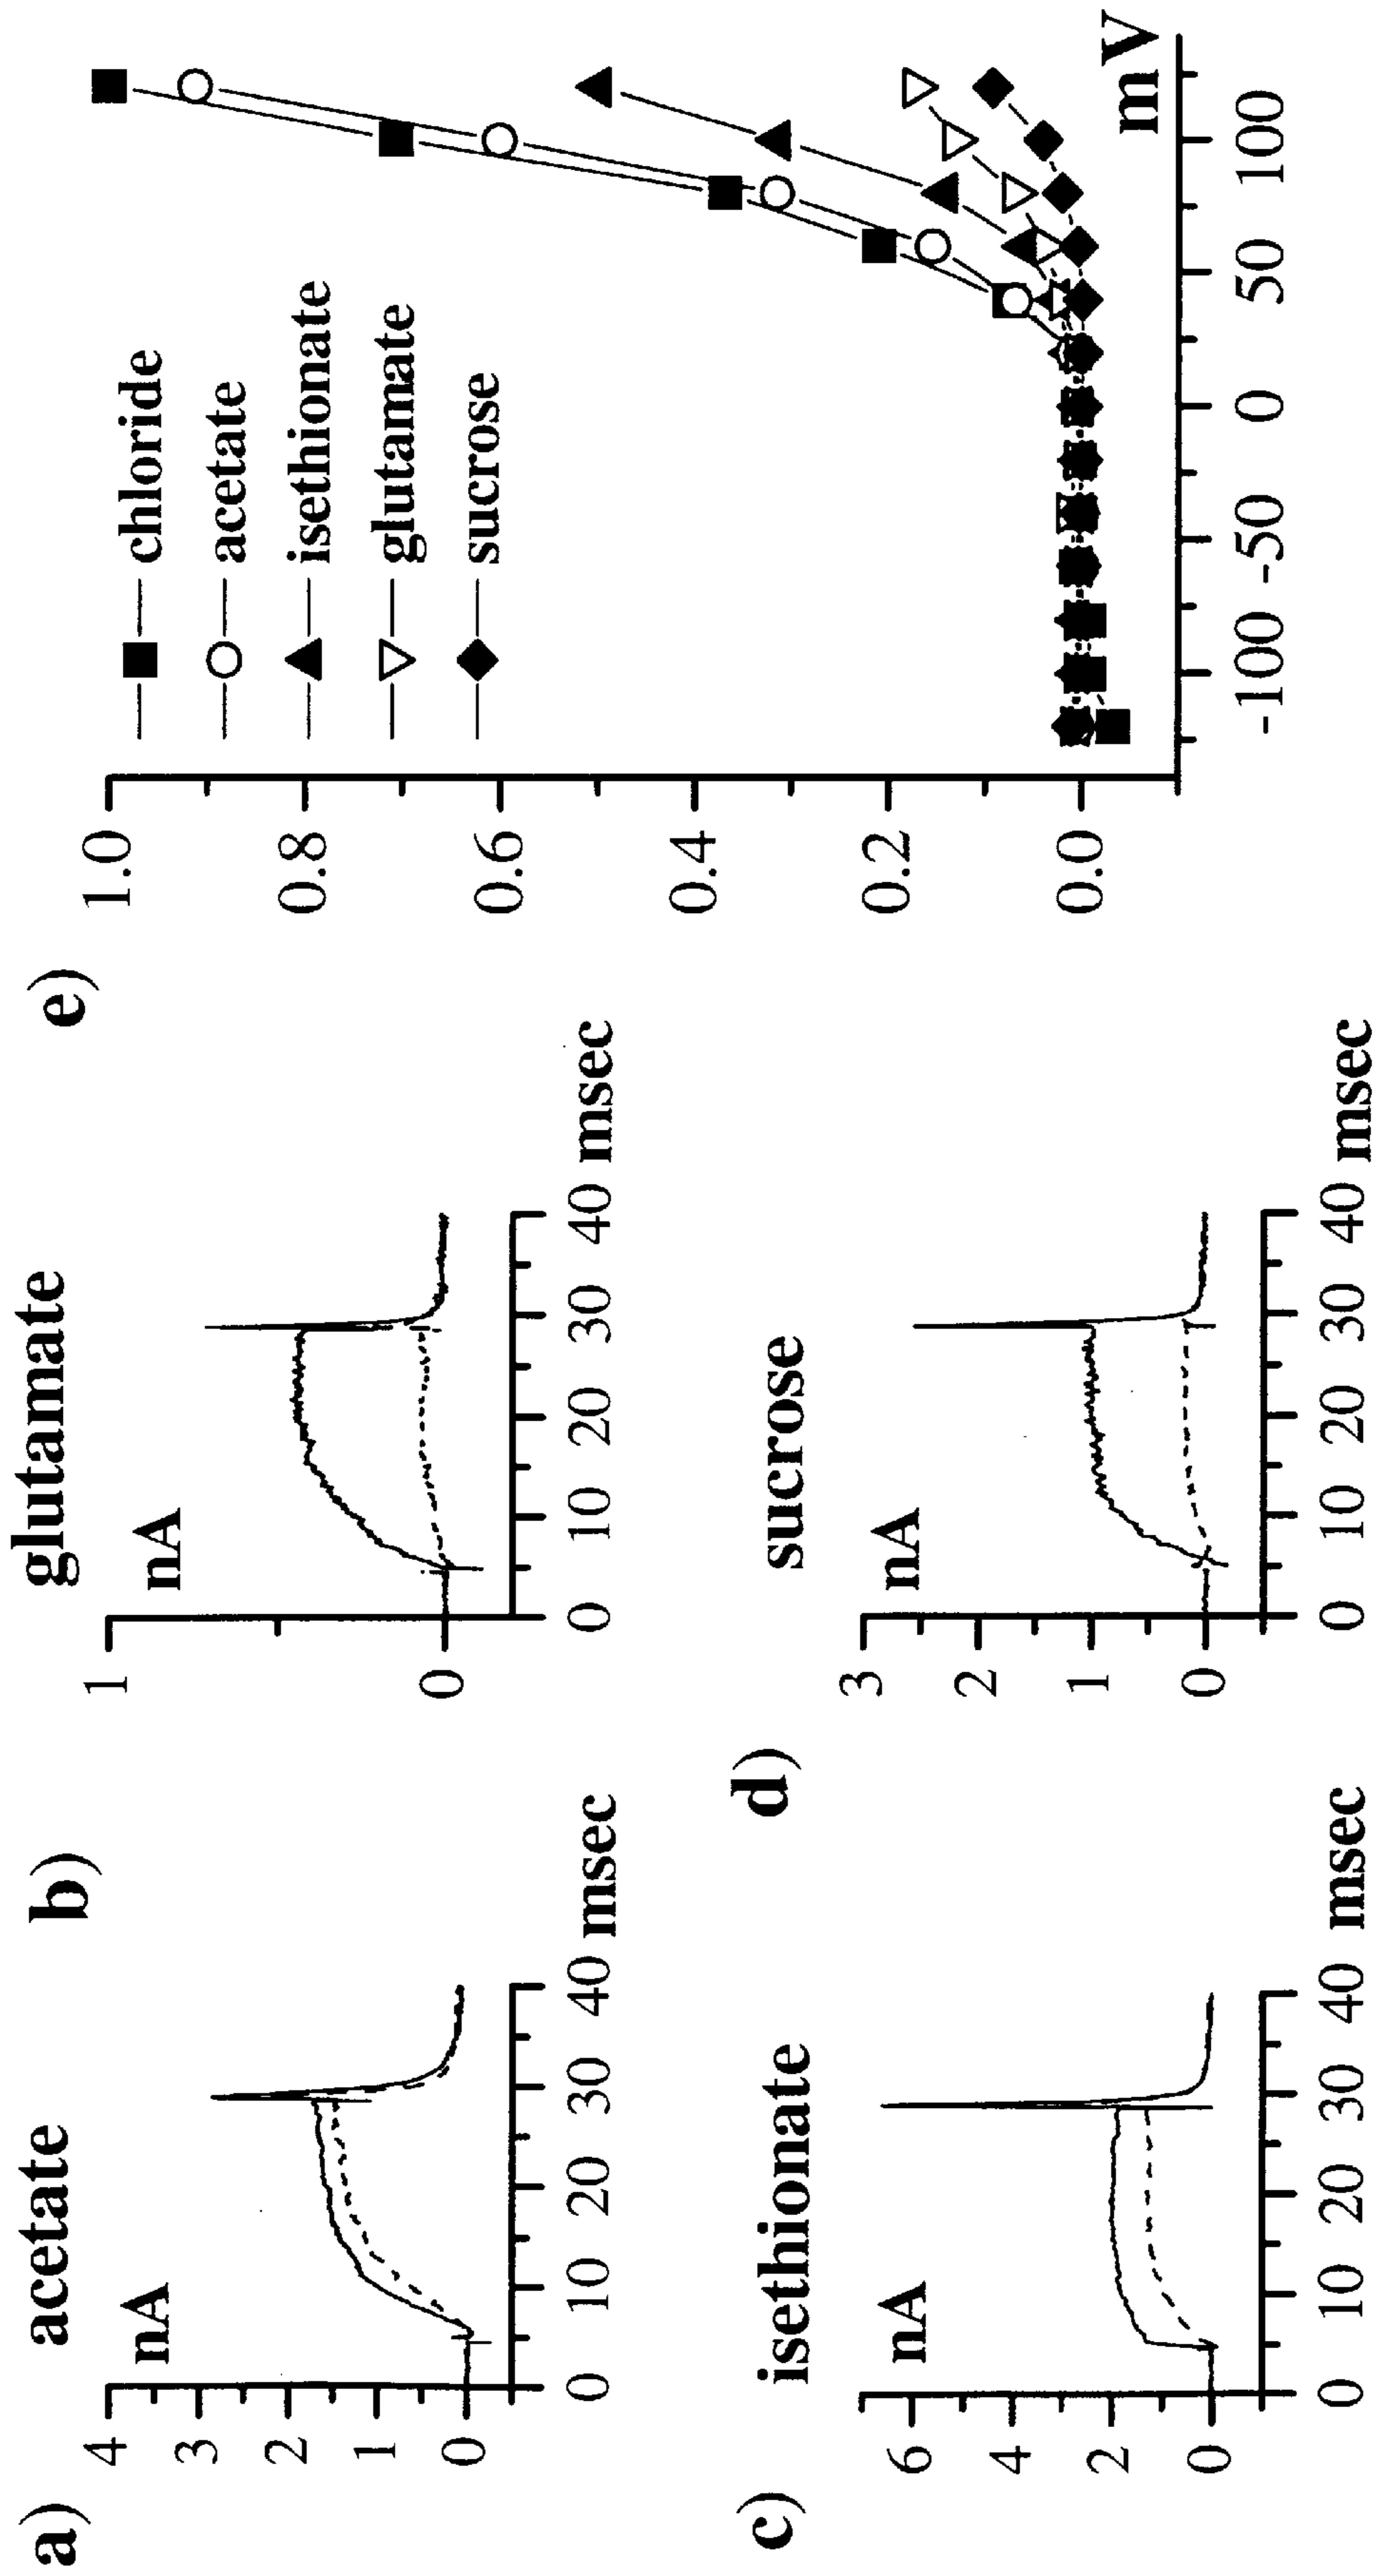 a)
acetate
nA
4
3
2
1
0
0 10 20 30 40 msec
b)
glutamate
nA
1
0
0 10 20 30 40 msec
c)
isethionate
nA
6
4
2
0
0 10 20 30 40 msec
d)
sucrose
nA
3
2
1
0
0 10 20 30 40 msec
e)
chloride
acetate
isethionate
glutamate
sucrose
1.0
0.8
0.6
0.4
0.2
0.0
-100 -50 0 50 100
mV